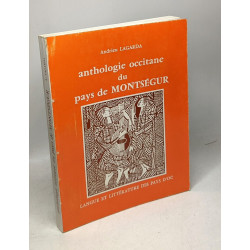 Andrieu LAGARDA
anthologie occitane
du
pays de MONTSÉGUR
LANGUE ET LITTÉRATURE DES PAYS D'OC